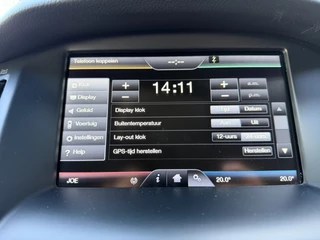 Telefoon koppelen
--:--
Klok
+ 14:11 + a.m.
Display
− − p.m.
Geluid
Display klok Datum
Voertuig
Buitentemperatuur Uit
Instellingen
Lay-out klok 12-uurs
Help
GPS-tijd herstellen Herstellen
JOE
i
20.0° 20.0°